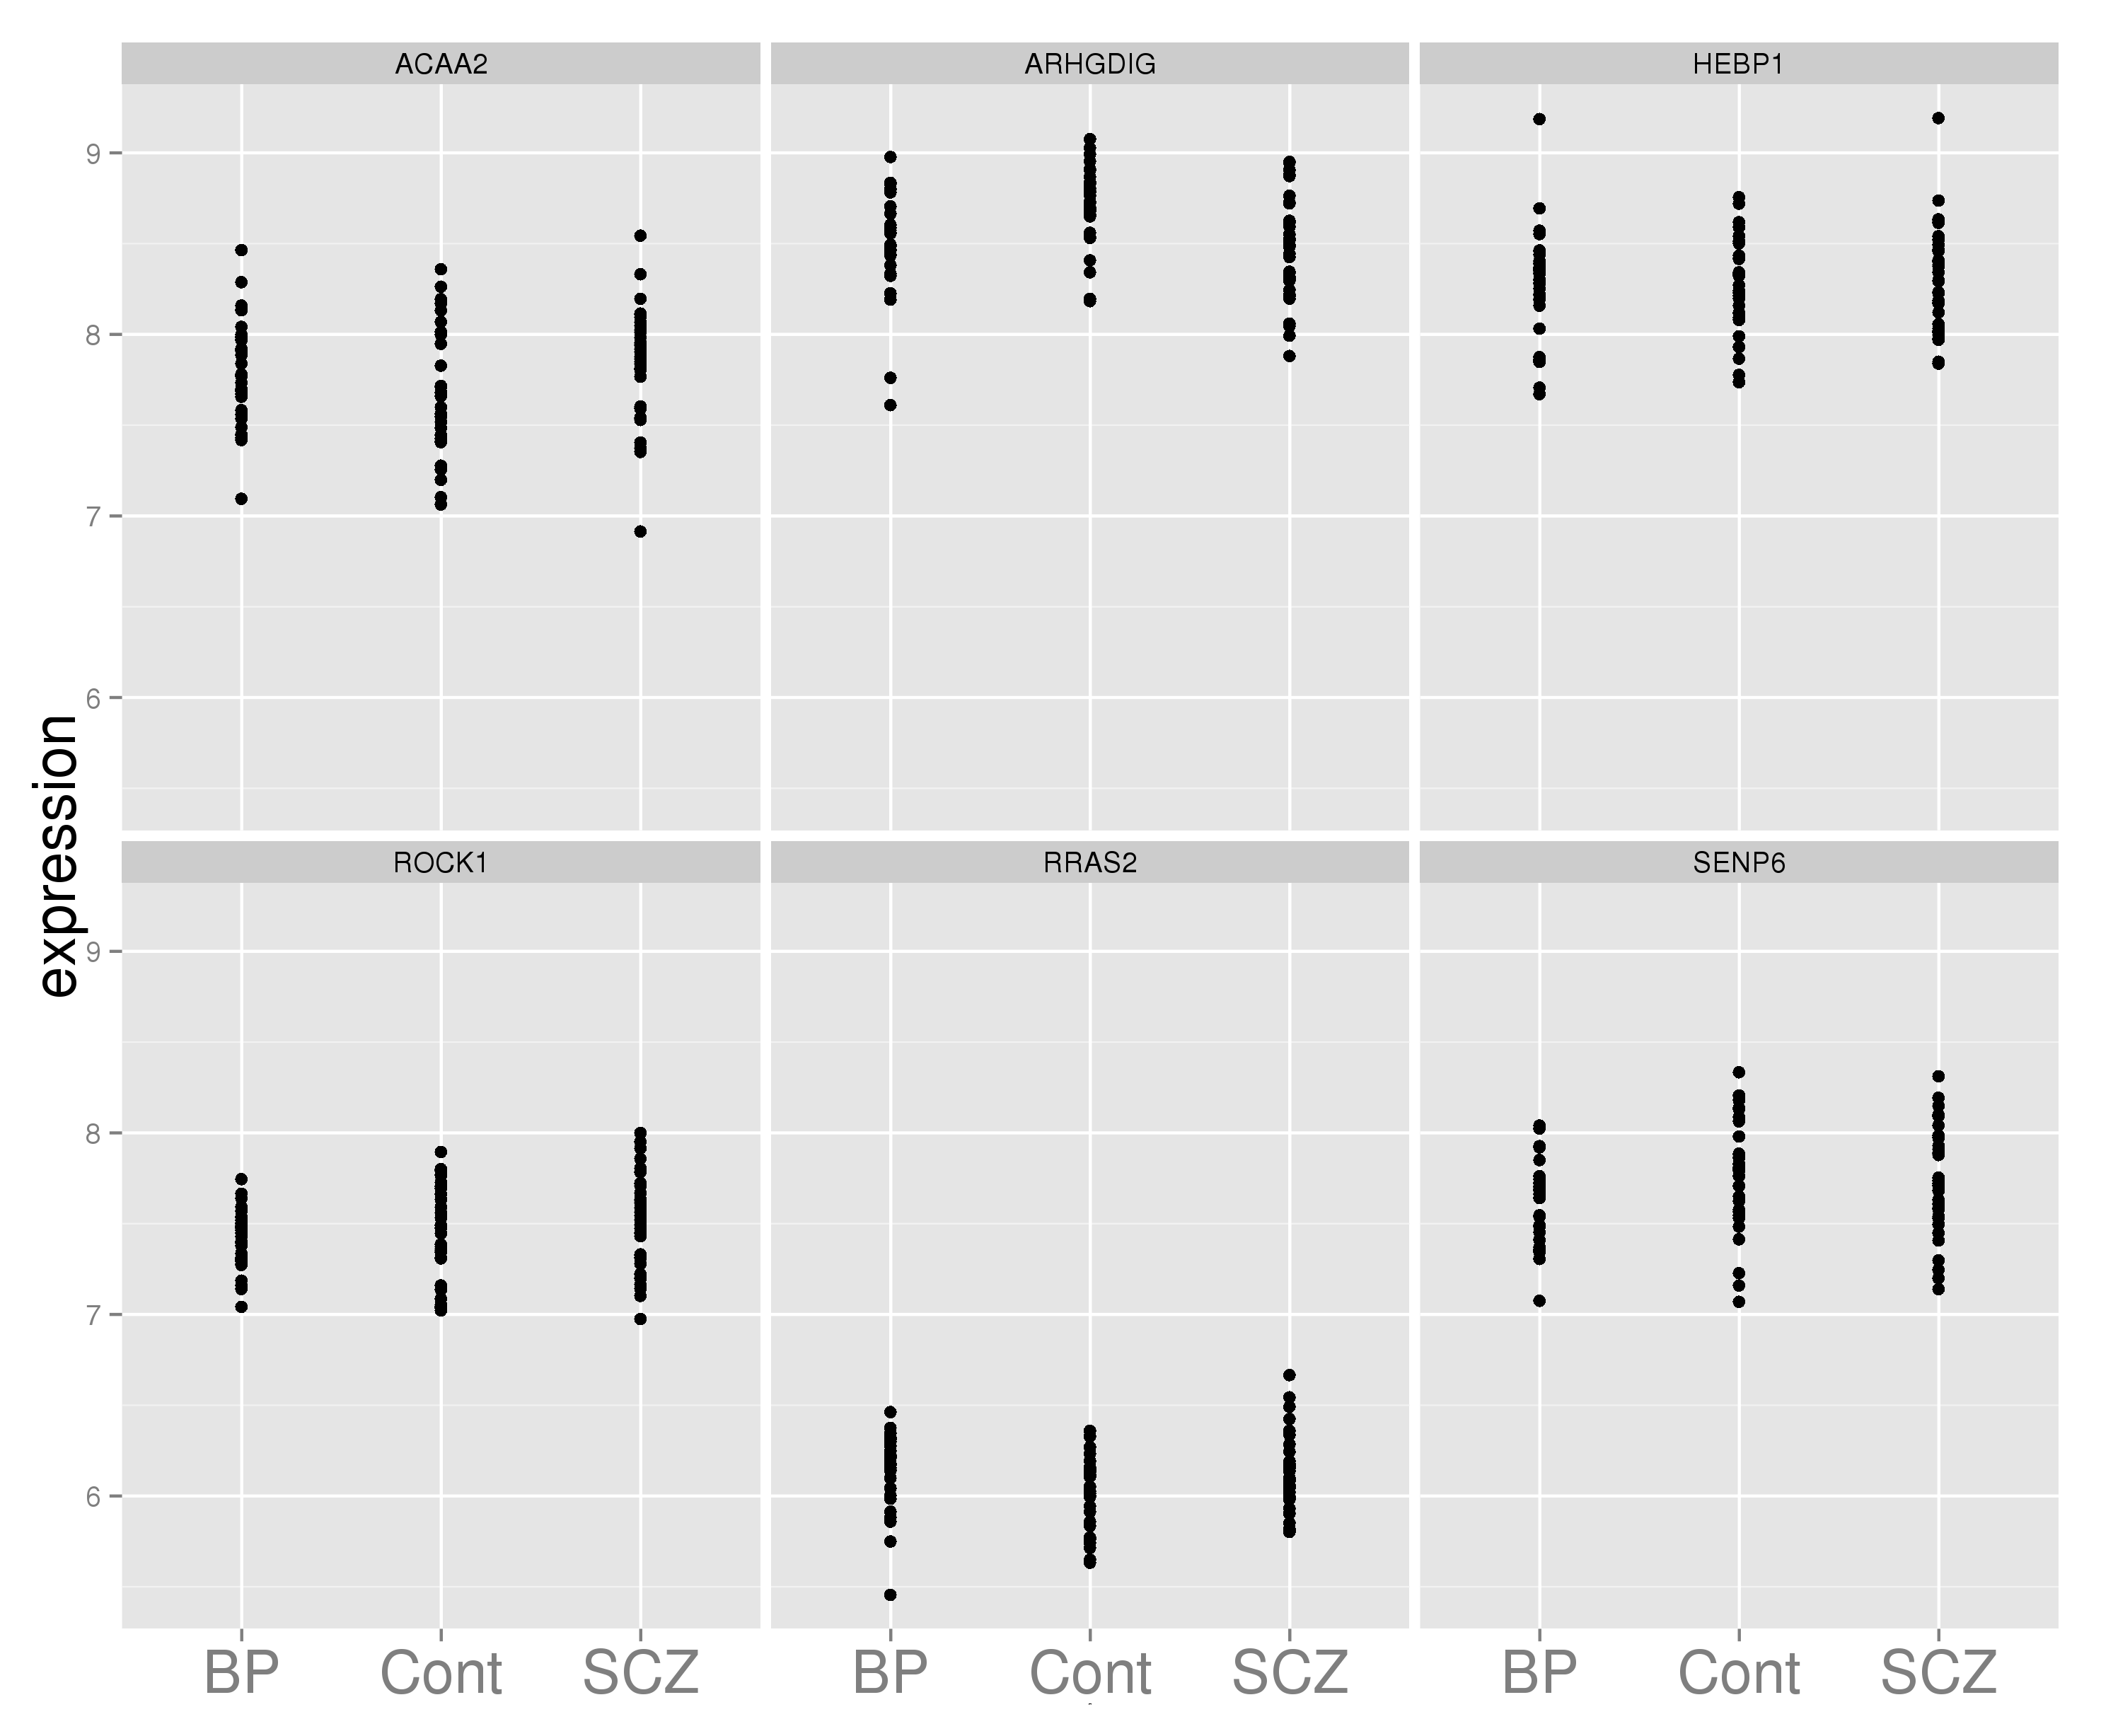 ACAA2 ARHGDIG HEBP1
9
8
7
6
expression
ROCK1 RRAS2 SENP6
9
8
7
6
BP Cont SCZ BP Cont SCZ BP Cont SCZ